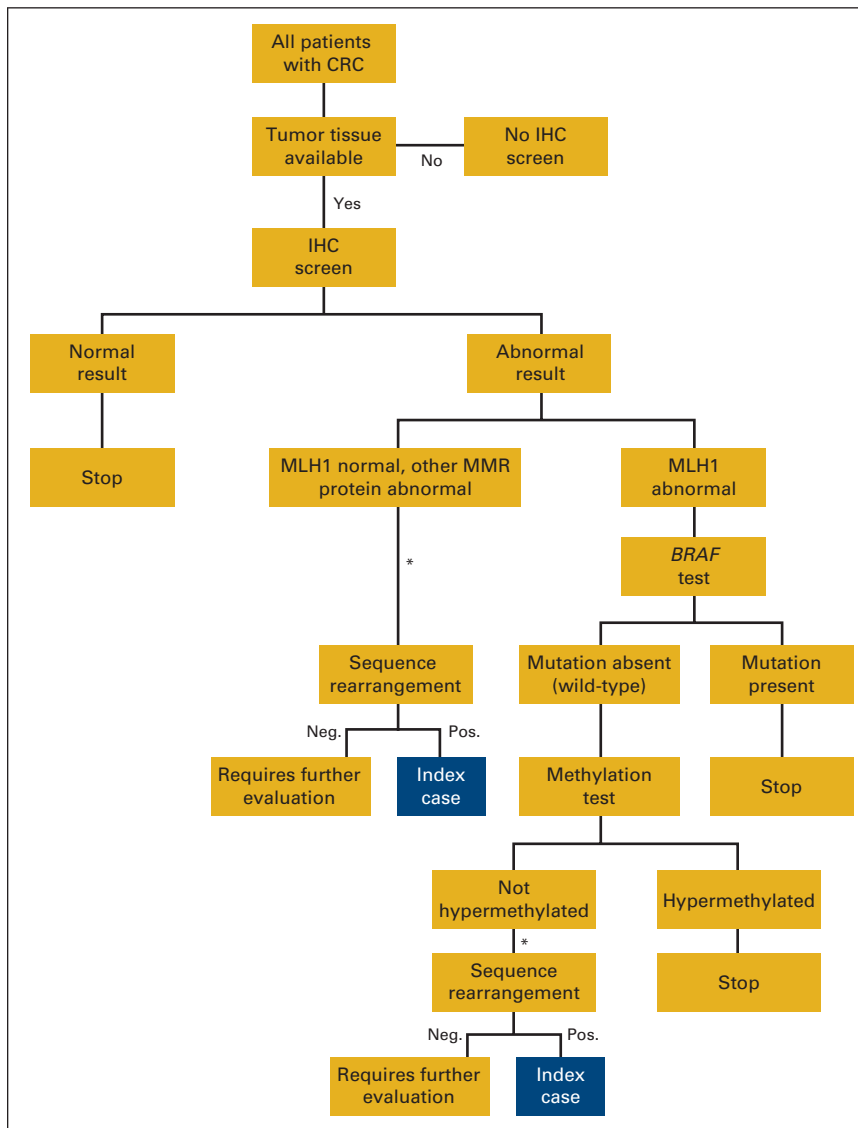 All patients
with CRC
Tumor tissue
available
No
No IHC
screen
Yes
IHC
screen
Normal
result
Abnormal
result
Stop
MLH1 normal, other MMR
protein abnormal
MLH1
abnormal
*
BRAF
test
Sequence
rearrangement
Mutation absent
(wild-type)
Mutation
present
Neg.
Pos.
Requires further
evaluation
Index
case
Methylation
test
Stop
Not
hypermethylated
Hypermethylated
*
Sequence
rearrangement
Stop
Neg.
Pos.
Requires further
evaluation
Index
case